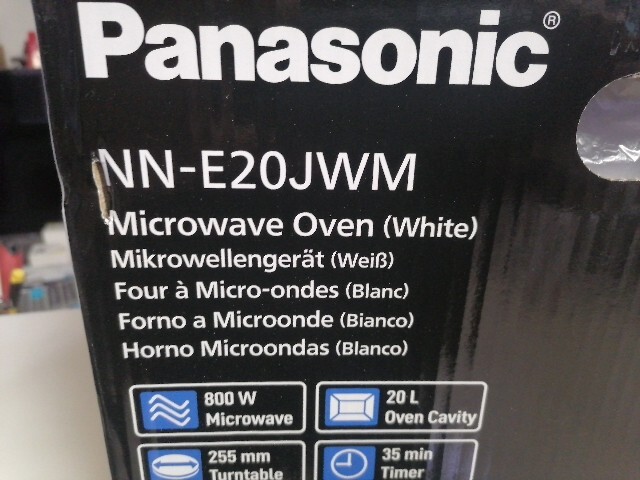 Panasonic®
NN-E20JWM
Microwave Oven (White)
Mikrowellengerät (Weiß)
Four à Micro-ondes (Blanc)
Forno a Microonde (Bianco)
Horno Microondas (Blanco)
800 W
Microwave
20 L
Oven Cavity
255 mm
Turntable
35 min
Timer